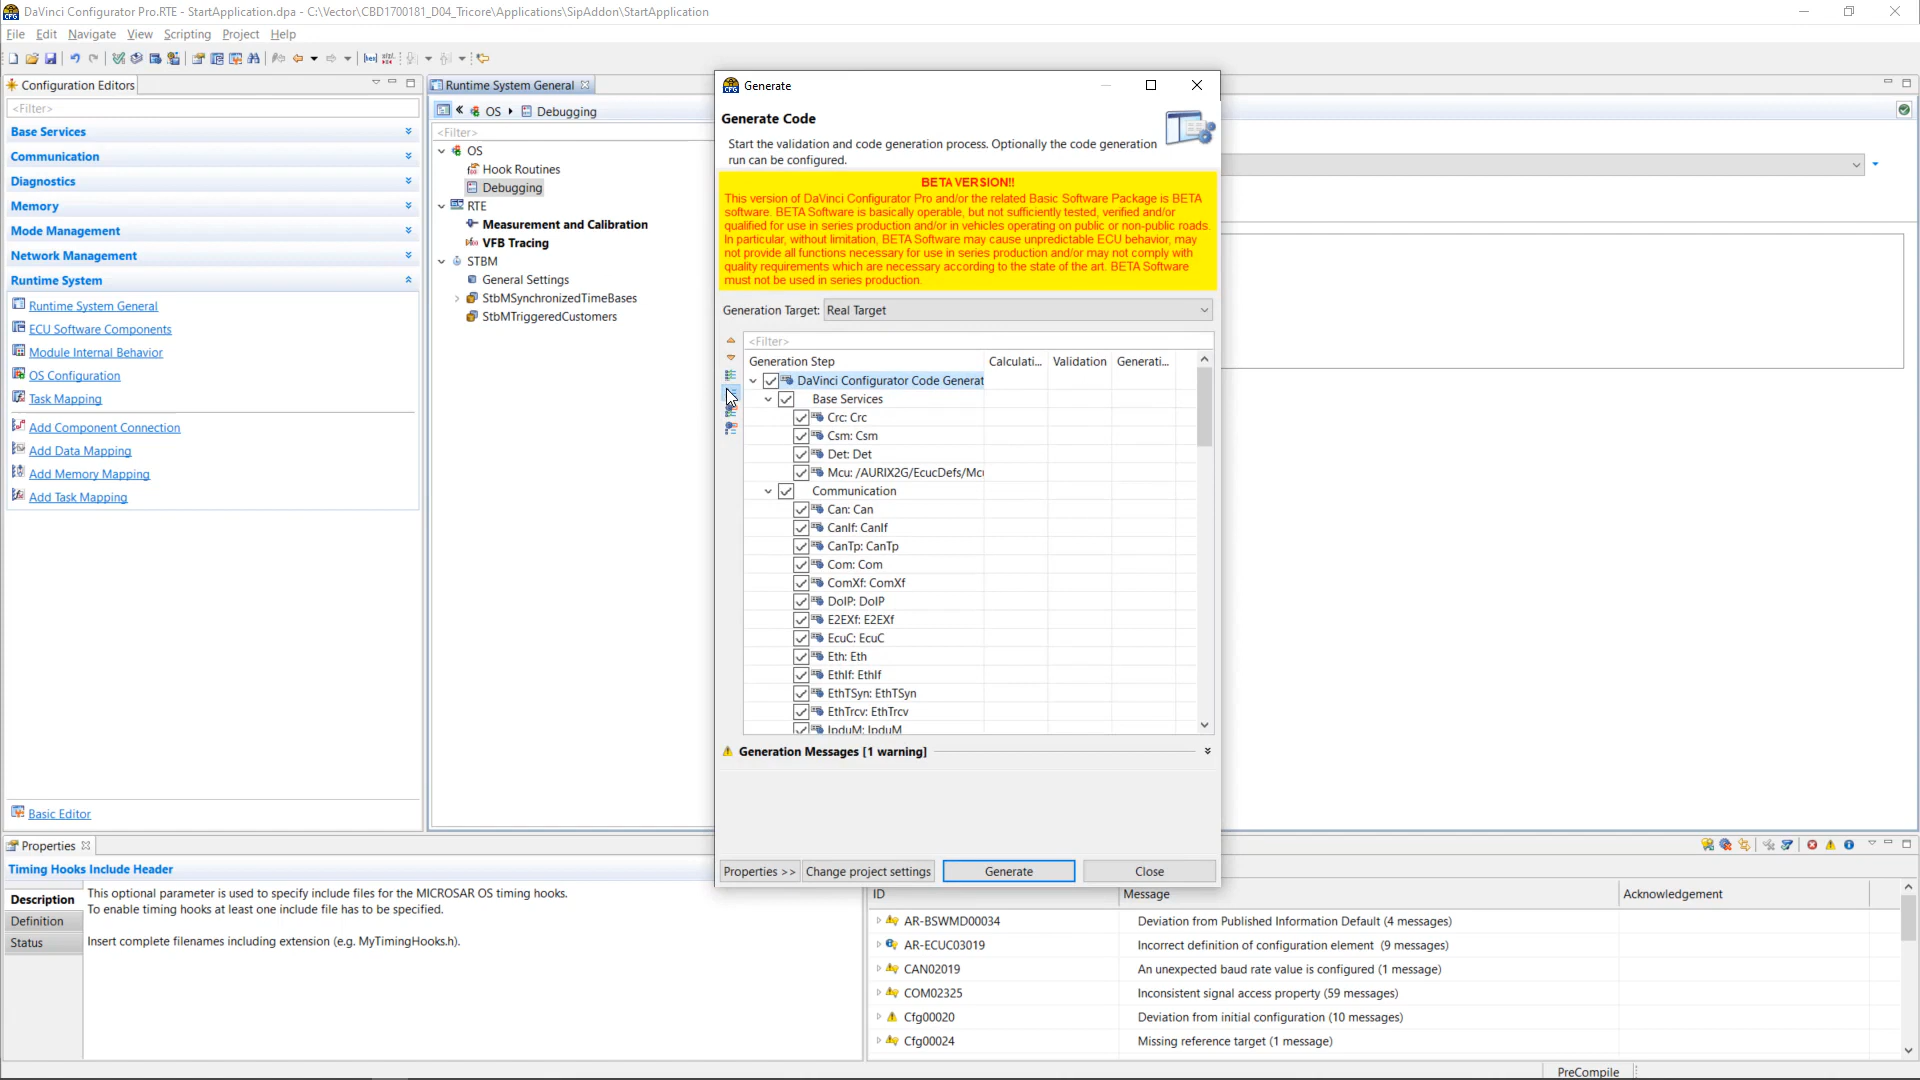 DaVinci Configurator Pro.RTE - StartApplication.dpa - C:\Vector\CBD1700181_D04_Tricore\Applications\SipAddon\StartApplication
File Edit Navigate View Scripting Project Help
Configuration Editors
<Filter>
Base Services
Communication
Diagnostics
Memory
Mode Management
Network Management
Runtime System
Runtime System General
ECU Software Components
Module Internal Behavior
OS Configuration
Task Mapping
Add Component Connection
Add Data Mapping
Add Memory Mapping
Add Task Mapping
Basic Editor
Runtime System General
OS Debugging
<Filter>
OS
Hook Routines
Debugging
RTE
Measurement and Calibration
VFB Tracing
STBM
General Settings
StbMSynchronizedTimeBases
StbMTriggeredCustomers
Generate
Generate Code
Start the validation and code generation process. Optionally the code generation
run can be configured.
BETA VERSION!!
This version of DaVinci Configurator Pro and/or the related Basic Software Package is BETA
software. BETA Software is basically operable, but not sufficiently tested, verified and/or
qualified for use in series production and/or in vehicles operating on public or non-public roads.
In particular, without limitation, BETA Software may cause unpredictable ECU behavior, may
not provide all functions necessary for use in series production and/or may not comply with
quality requirements which are necessary according to the state of the art. BETA Software
must not be used in series production.
Generation Target: Real Target
<Filter>
Generation Step Calculati... Validation Generati...
DaVinci Configurator Code Generat
Base Services
Crc: Crc
Csm: Csm
Det: Det
Mcu: /AURIX2G/EcucDefs/Mcu
Communication
Can: Can
CanIf: CanIf
CanTp: CanTp
Com: Com
ComXf: ComXf
DoIP: DoIP
E2EXf: E2EXf
EcuC: EcuC
Eth: Eth
EthIf: EthIf
EthTSyn: EthTSyn
EthTrcv: EthTrcv
IpduM: IpduM
Generation Messages [1 warning]
Properties >> Change project settings Generate Close
Properties
Timing Hooks Include Header
Description
Definition
Status
This optional parameter is used to specify include files for the MICROSAR OS timing hooks.
To enable timing hooks at least one include file has to be specified.
Insert complete filenames including extension (e.g. MyTimingHooks.h).
ID Message Acknowledgement
AR-BSWMD00034 Deviation from Published Information Default (4 messages)
AR-ECUC03019 Incorrect definition of configuration element (9 messages)
CAN02019 An unexpected baud rate value is configured (1 message)
COM02325 Inconsistent signal access property (59 messages)
Cfg00020 Deviation from initial configuration (10 messages)
Cfg00024 Missing reference target (1 message)
PreCompile